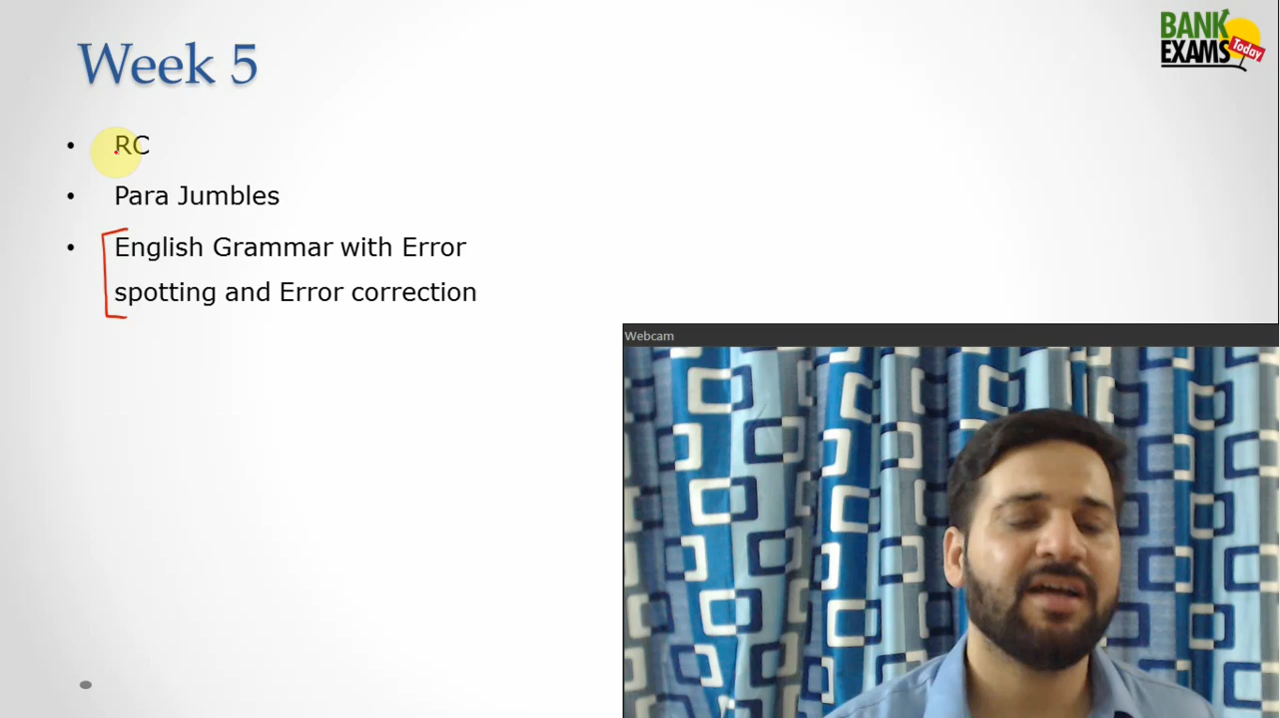 Week 5
BANK
EXAMS Today
• RC
• Para Jumbles
• English Grammar with Error
spotting and Error correction
Webcam